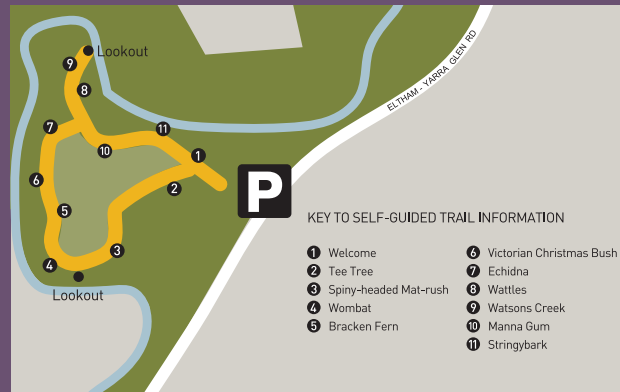 Lookout
9
8
7
11
10
1
2
6
5
3
4
Lookout
P
ELTHAM - YARRA GLEN RD
KEY TO SELF-GUIDED TRAIL INFORMATION
1 Welcome
2 Tee Tree
3 Spiny-headed Mat-rush
4 Wombat
5 Bracken Fern
6 Victorian Christmas Bush
7 Echidna
8 Wattles
9 Watsons Creek
10 Manna Gum
11 Stringybark